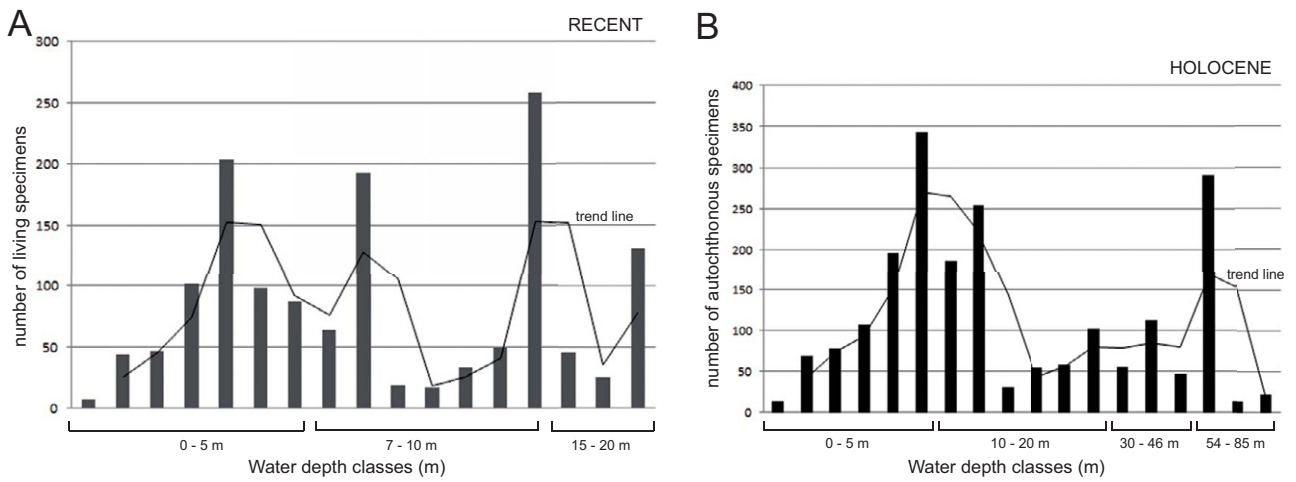 A
RECENT
300
250
200
150
100
50
0
number of living specimens
trend line
0 - 5 m
7 - 10 m
15 - 20 m
Water depth classes (m)
B
HOLOCENE
400
350
300
250
200
150
100
50
0
number of autochthonous specimens
trend line
0 - 5 m
10 - 20 m
30 - 46 m
54 - 85 m
Water depth classes (m)